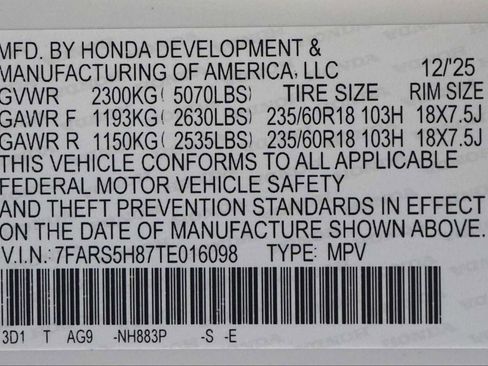 MFD. BY HONDA DEVELOPMENT &
MANUFACTURING OF AMERICA, LLC 12/'25
GVWR 2300KG( 5070LBS) TIRE SIZE RIM SIZE
GAWR F 1193KG( 2630LBS) 235/60R18 103H 18X7.5J
GAWR R 1150KG( 2535LBS) 235/60R18 103H 18X7.5J
THIS VEHICLE CONFORMS TO ALL APPLICABLE
FEDERAL MOTOR VEHICLE SAFETY
AND THEFT PREVENTION STANDARDS IN EFFECT
ON THE DATE OF MANUFACTURE SHOWN ABOVE.
V.I.N: 7FARS5H87TE016098 TYPE: MPV
3D1 T AG9 -NH883P -S -E